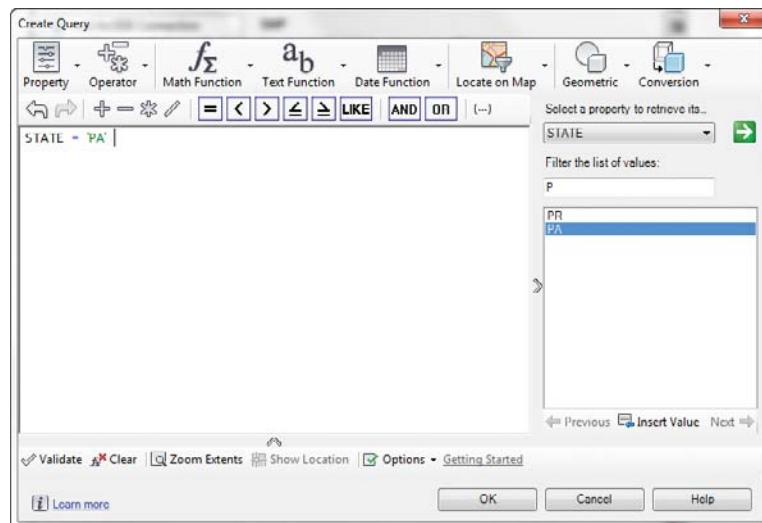 Create Query
Property Operator Math Function Text Function Date Function Locate on Map Geometric Conversion
= < > ≤ ≥ LIKE AND OR (...)
Select a property to retrieve its...
STATE = 'PA'
STATE
Filter the list of values:
P
PR
PA
Previous Insert Value Next
Validate Clear Zoom Extents Show Location Options Getting Started
Learn more OK Cancel Help